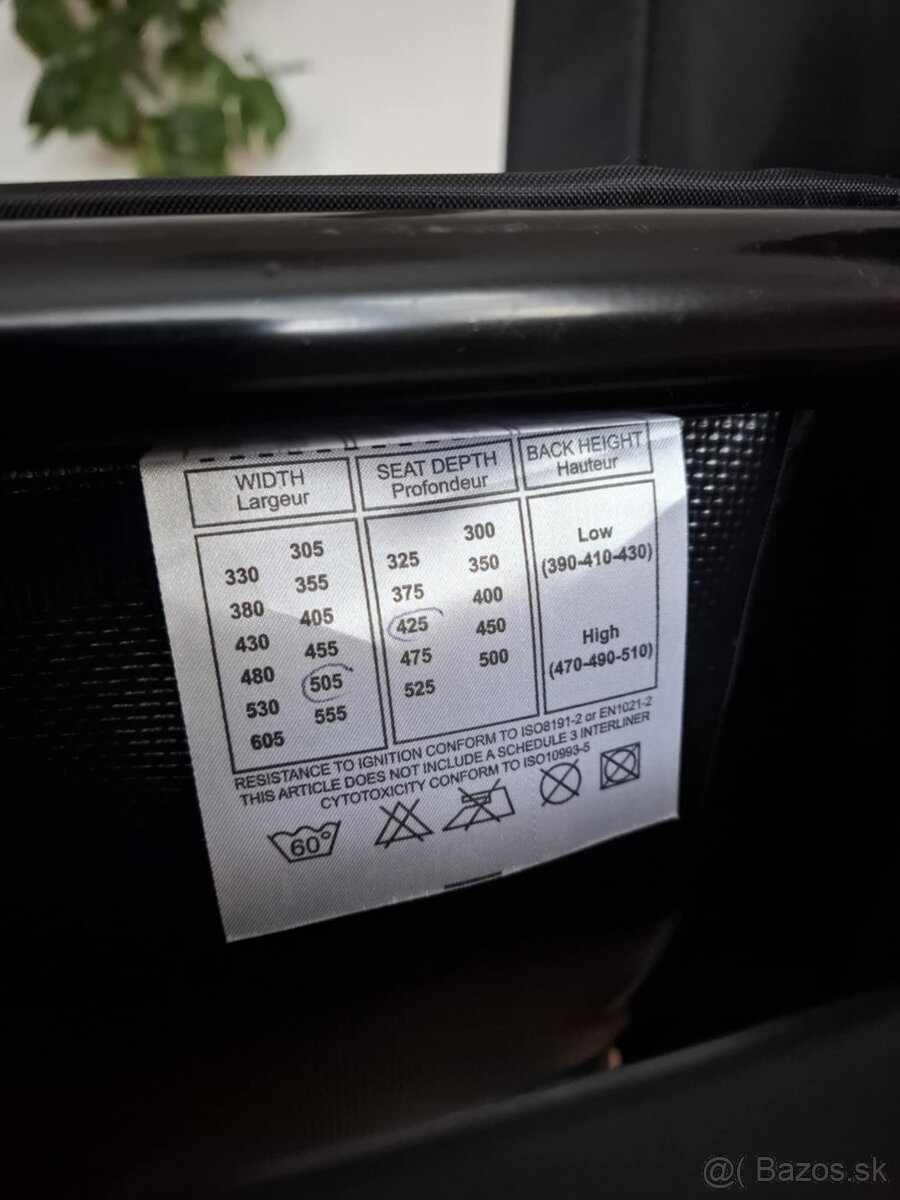 WIDTH
Largeur
305
330
355
380
405
430
455
480
505
530
555
605
SEAT DEPTH
Profondeur
300
325
350
375
400
425
450
475
500
525
BACK HEIGHT
Hauteur
Low
(390-410-430)
High
(470-490-510)
RESISTANCE TO IGNITION CONFORM TO ISO8191-2 or EN1021-2
THIS ARTICLE DOES NOT INCLUDE A SCHEDULE 3 INTERLINER
CYTOTOXICITY CONFORM TO ISO10993-5
60°
@( Bazos.sk